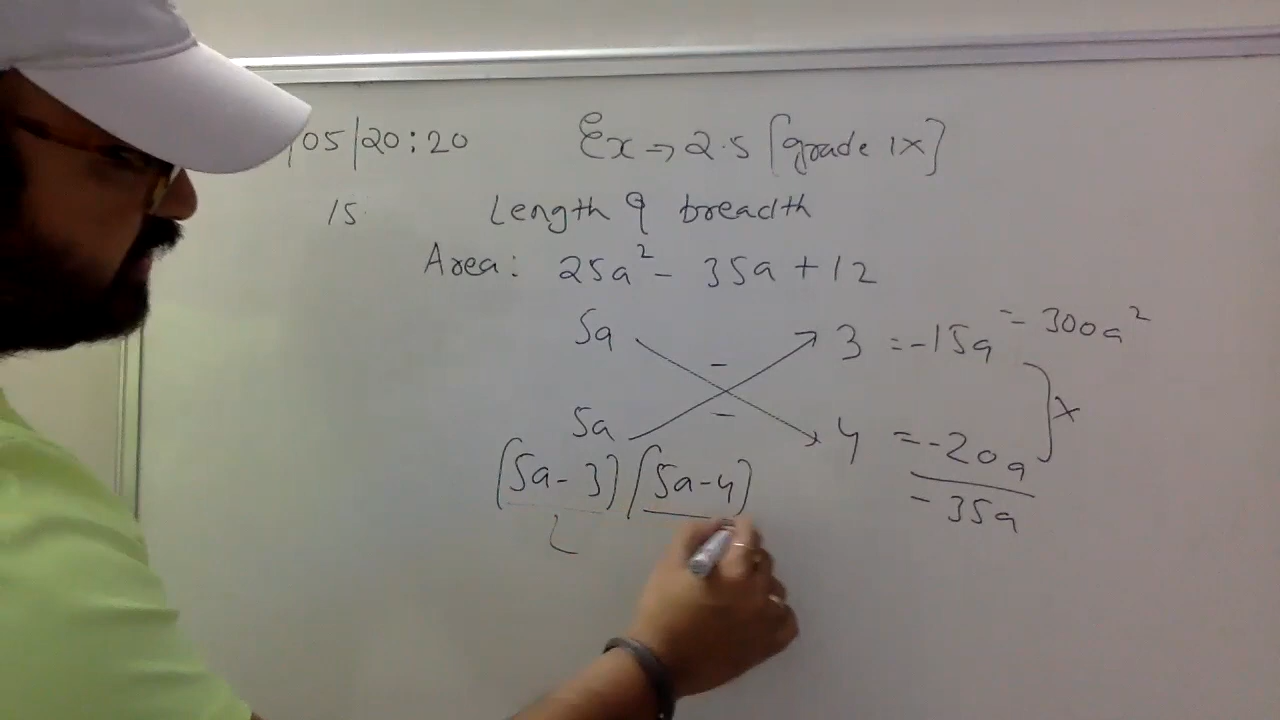 /05/20:20 Ex → 2.5 [grade IX]
15. Length & breadth
Area: 25a² - 35a + 12
5a - 3 = -15a = 300a²
5a - 4 = -20a ] x
(5a - 3) (5a - 4) -35a
L